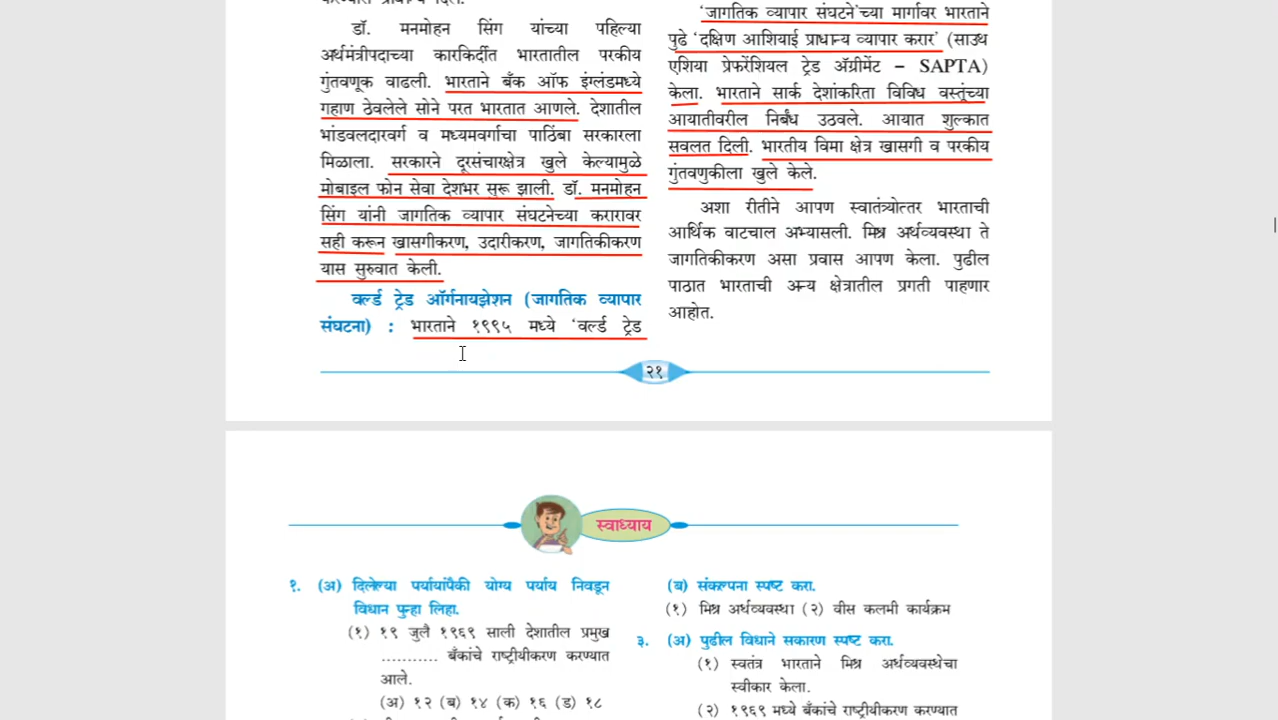 डॉ. मनमोहन सिंग यांच्या पहिल्या
अर्थमंत्रीपदाच्या कारकिर्दीत भारतातील परकीय
गुंतवणूक वाढली. भारताने बँक ऑफ इंग्लंडमध्ये
गहाण ठेवलेले सोने परत भारतात आणले. देशातील
भांडवलदारवर्ग व मध्यमवर्गाचा पाठिंबा सरकारला
मिळाला. सरकारने दूरसंचारक्षेत्र खुले केल्यामुळे
मोबाइल फोन सेवा देशभर सुरू झाली. डॉ. मनमोहन
सिंग यांनी जागतिक व्यापार संघटनेच्या करारावर
सही करून खासगीकरण, उदारीकरण, जागतिकीकरण
यास सुरुवात केली.
वर्ल्ड ट्रेड ऑर्गनायझेशन (जागतिक व्यापार
संघटना) : भारताने १९९५ मध्ये 'वर्ल्ड ट्रेड
'जागतिक व्यापार संघटने'च्या मार्गावर भारताने
पुढे 'दक्षिण आशियाई प्राधान्य व्यापार करार' (साउथ
एशिया प्रेफरेंशियल ट्रेड ॲग्रीमेंट – SAPTA)
केला. भारताने सार्क देशांकरिता विविध वस्तूंच्या
आयातीवरील निर्बंध उठवले. आयात शुल्कात
सवलत दिली. भारतीय विमा क्षेत्र खासगी व परकीय
गुंतवणुकीला खुले केले.
अशा रीतीने आपण स्वातंत्र्योत्तर भारताची
आर्थिक वाटचाल अभ्यासली. मिश्र अर्थव्यवस्था ते
जागतिकीकरण असा प्रवास आपण केला. पुढील
पाठात भारताची अन्य क्षेत्रातील प्रगती पाहणार
आहोत.
२१
स्वाध्याय
१. (अ) दिलेल्या पर्यायांपैकी योग्य पर्याय निवडून
विधान पुन्हा लिहा.
(१) १९ जुलै १९६९ साली देशातील प्रमुख
........... बँकांचे राष्ट्रीयीकरण करण्यात
आले.
(अ) १२ (ब) १४ (क) १६ (ड) १८
(ब) संकल्पना स्पष्ट करा.
(१) मिश्र अर्थव्यवस्था (२) वीस कलमी कार्यक्रम
३. (अ) पुढील विधाने सकारण स्पष्ट करा.
(१) स्वतंत्र भारताने मिश्र अर्थव्यवस्थेचा
स्वीकार केला.
(२) १९६९ मध्ये बँकांचे राष्ट्रीयीकरण करण्यात